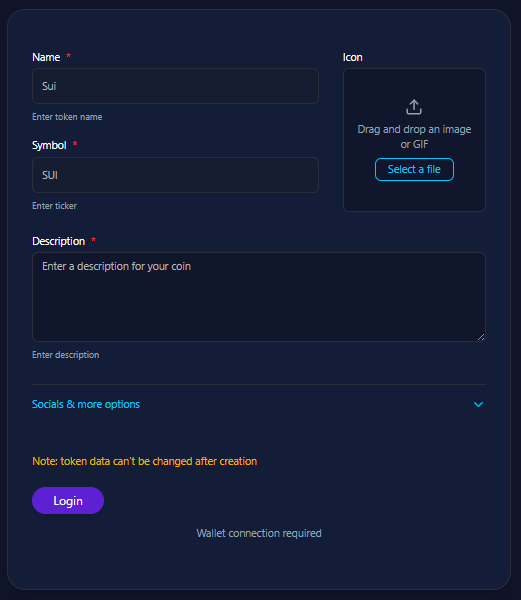 Name *
Icon
Sui
Enter token name
Drag and drop an image
or GIF
Select a file
Symbol *
SUI
Enter ticker
Description *
Enter a description for your coin
Enter description
Socials & more options
Note: token data can't be changed after creation
Login
Wallet connection required